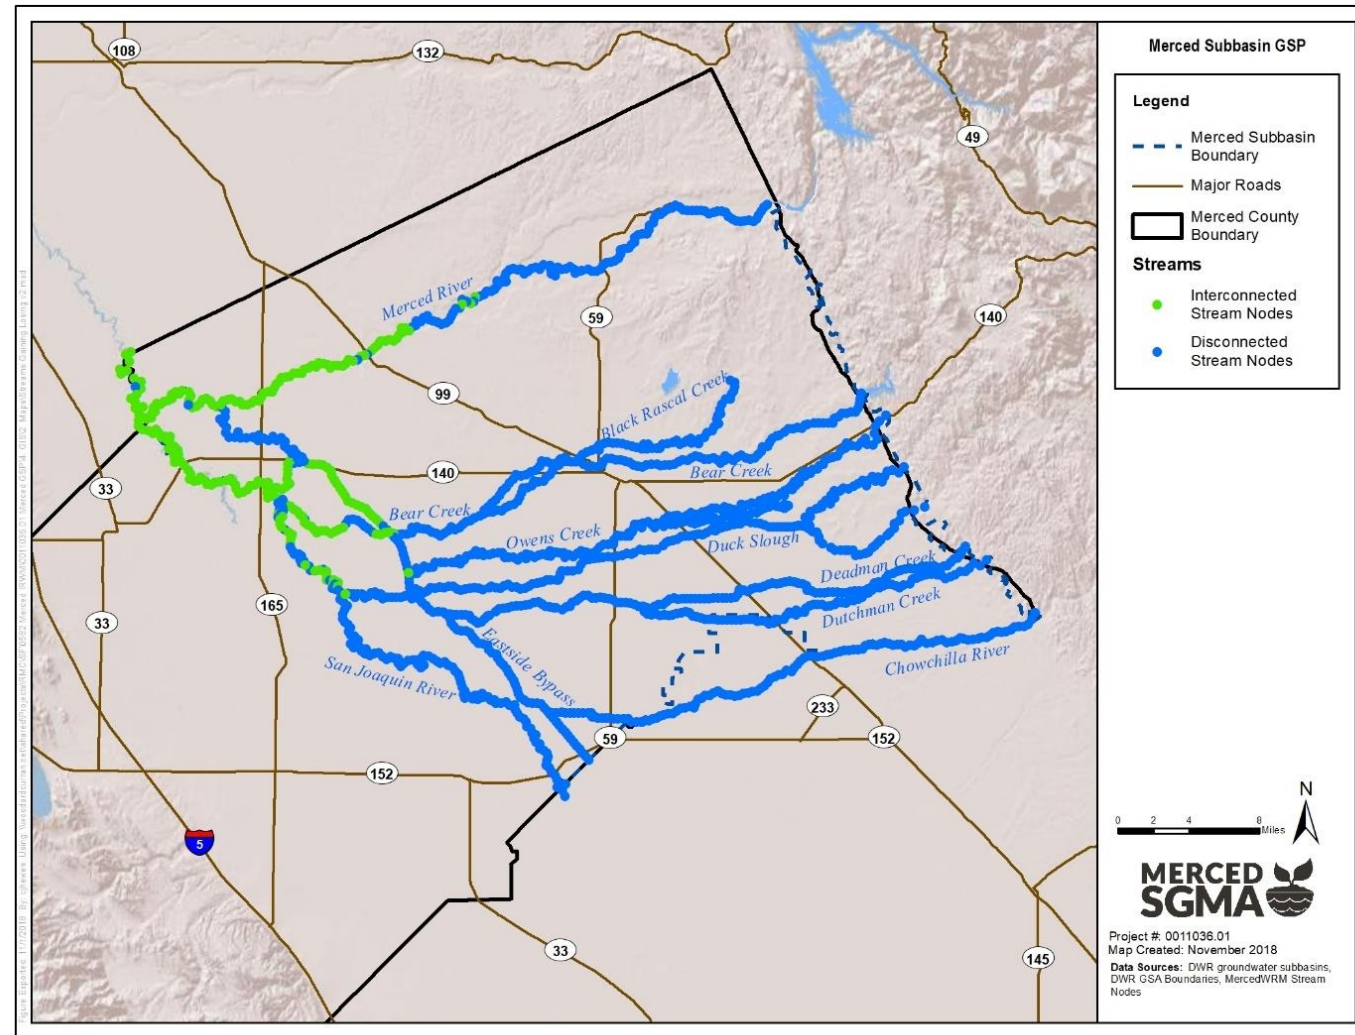 Merced Subbasin GSP
Legend
Merced Subbasin
Boundary
Major Roads
Merced County
Boundary
Streams
Interconnected
Stream Nodes
Disconnected
Stream Nodes
108
132
49
Merced River
59
140
99
Black Rascal Creek
33
140
Bear Creek
Bear Creek
Owens Creek
Duck Slough
Deadman Creek
165
33
Dutchman Creek
Eastside Bypass
San Joaquin River
Chowchilla River
233
59
152
152
5
33
145
N
0 2 4 8
Miles
MERCED
SGMA
Project #: 0011036.01
Map Created: November 2018
Data Sources: DWR groundwater subbasins,
DWR GSA Boundaries, MercedWRM Stream
Nodes